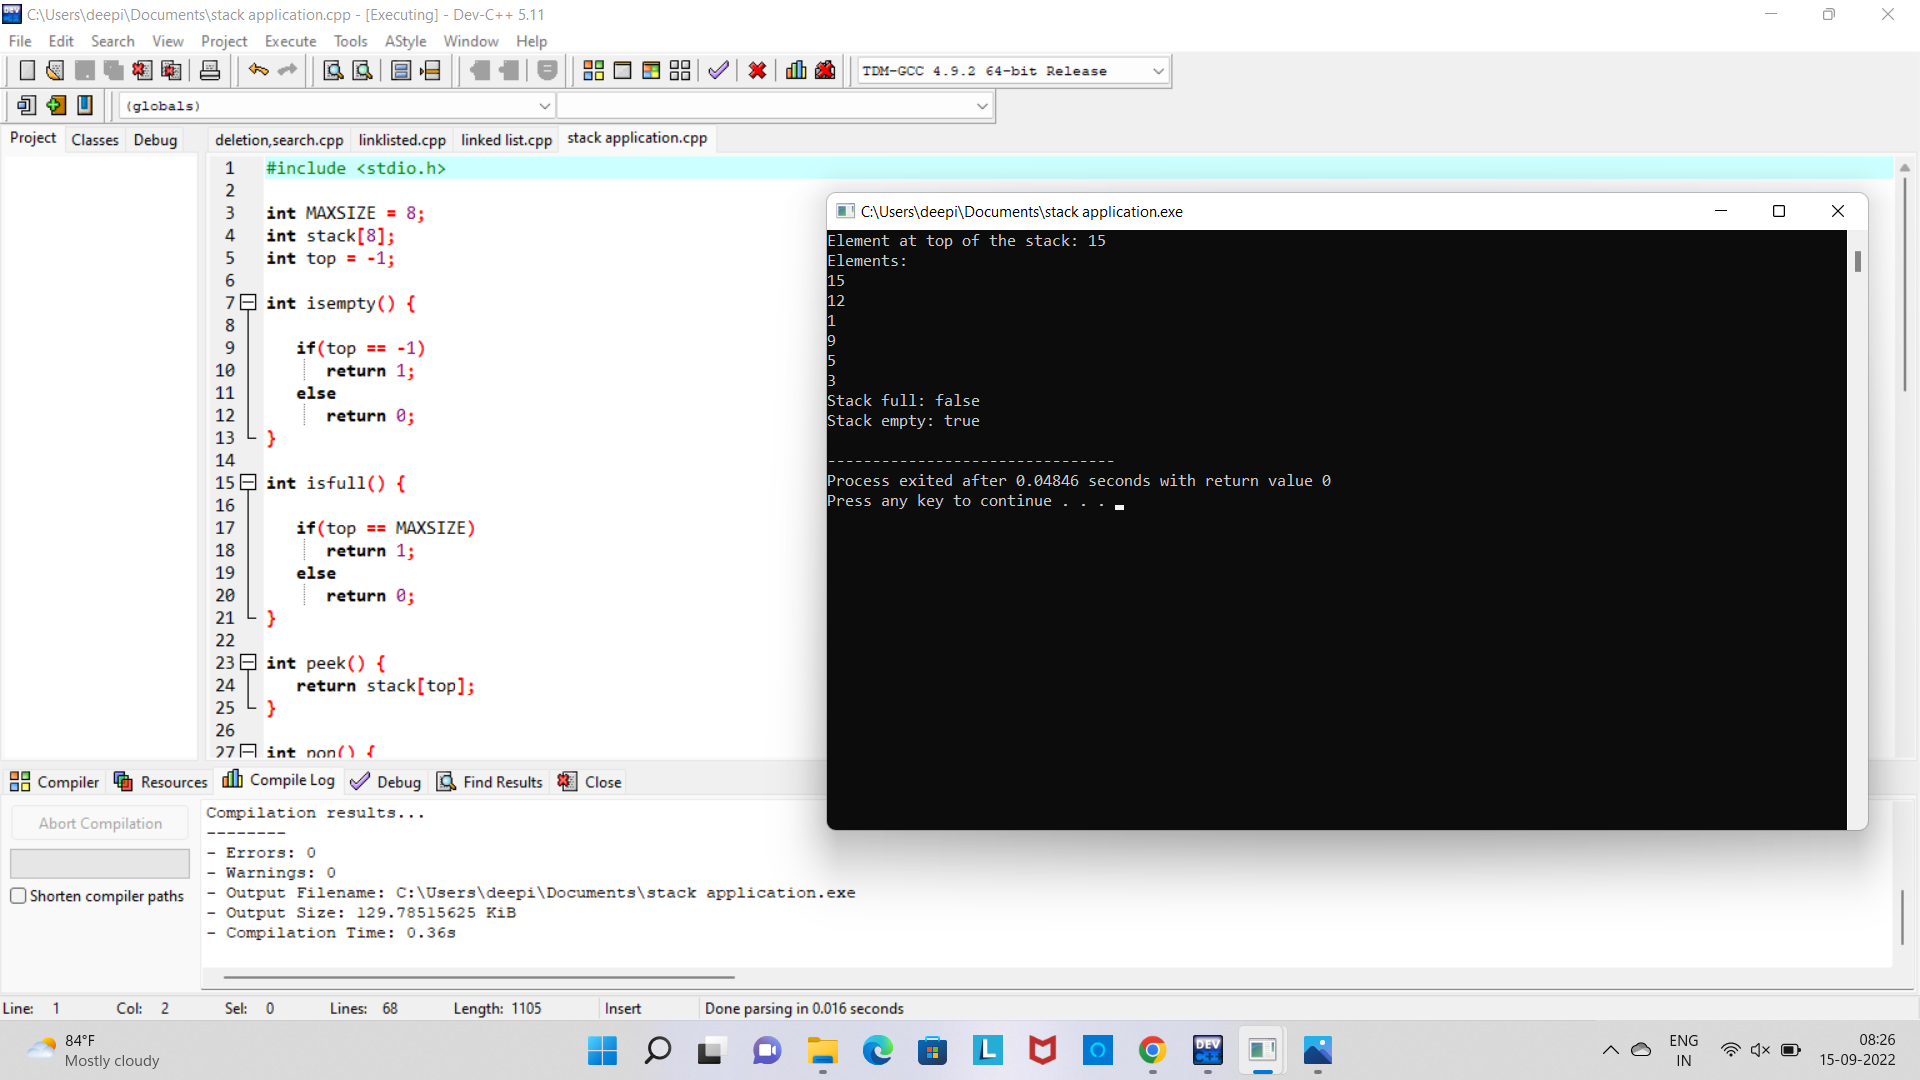 C:\Users\deepi\Documents\stack application.cpp - [Executing] - Dev-C++ 5.11
File Edit Search View Project Execute Tools AStyle Window Help
TDM-GCC 4.9.2 64-bit Release
(globals)
Project Classes Debug
deletion,search.cpp linklisted.cpp linked list.cpp stack application.cpp
1 #include <stdio.h>
2
3 int MAXSIZE = 8;
4 int stack[8];
5 int top = -1;
6
7 int isempty() {
8
9 if(top == -1)
10 return 1;
11 else
12 return 0;
13 }
14
15 int isfull() {
16
17 if(top == MAXSIZE)
18 return 1;
19 else
20 return 0;
21 }
22
23 int peek() {
24 return stack[top];
25 }
26
27 int pop() {
C:\Users\deepi\Documents\stack application.exe
Element at top of the stack: 15
Elements:
15
12
1
9
5
3
Stack full: false
Stack empty: true
--------------------------------
Process exited after 0.04846 seconds with return value 0
Press any key to continue . . .
Compiler Resources Compile Log Debug Find Results Close
Abort Compilation
Shorten compiler paths
Compilation results...
--------
- Errors: 0
- Warnings: 0
- Output Filename: C:\Users\deepi\Documents\stack application.exe
- Output Size: 129.78515625 KiB
- Compilation Time: 0.36s
Line: 1 Col: 2 Sel: 0 Lines: 68 Length: 1105 Insert Done parsing in 0.016 seconds
84°F
Mostly cloudy
L
DEV
C++
ENG
IN
08:26
15-09-2022